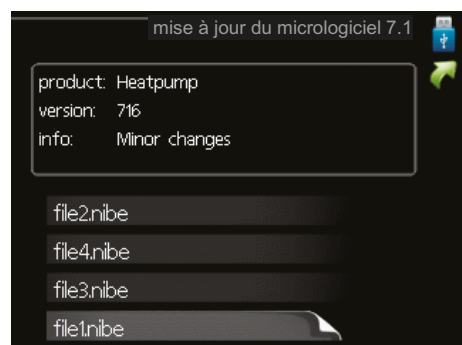 mise à jour du micrologiciel 7.1
product: Heatpump
version: 716
info: Minor changes
file2.nibe
file4.nibe
file3.nibe
file1.nibe